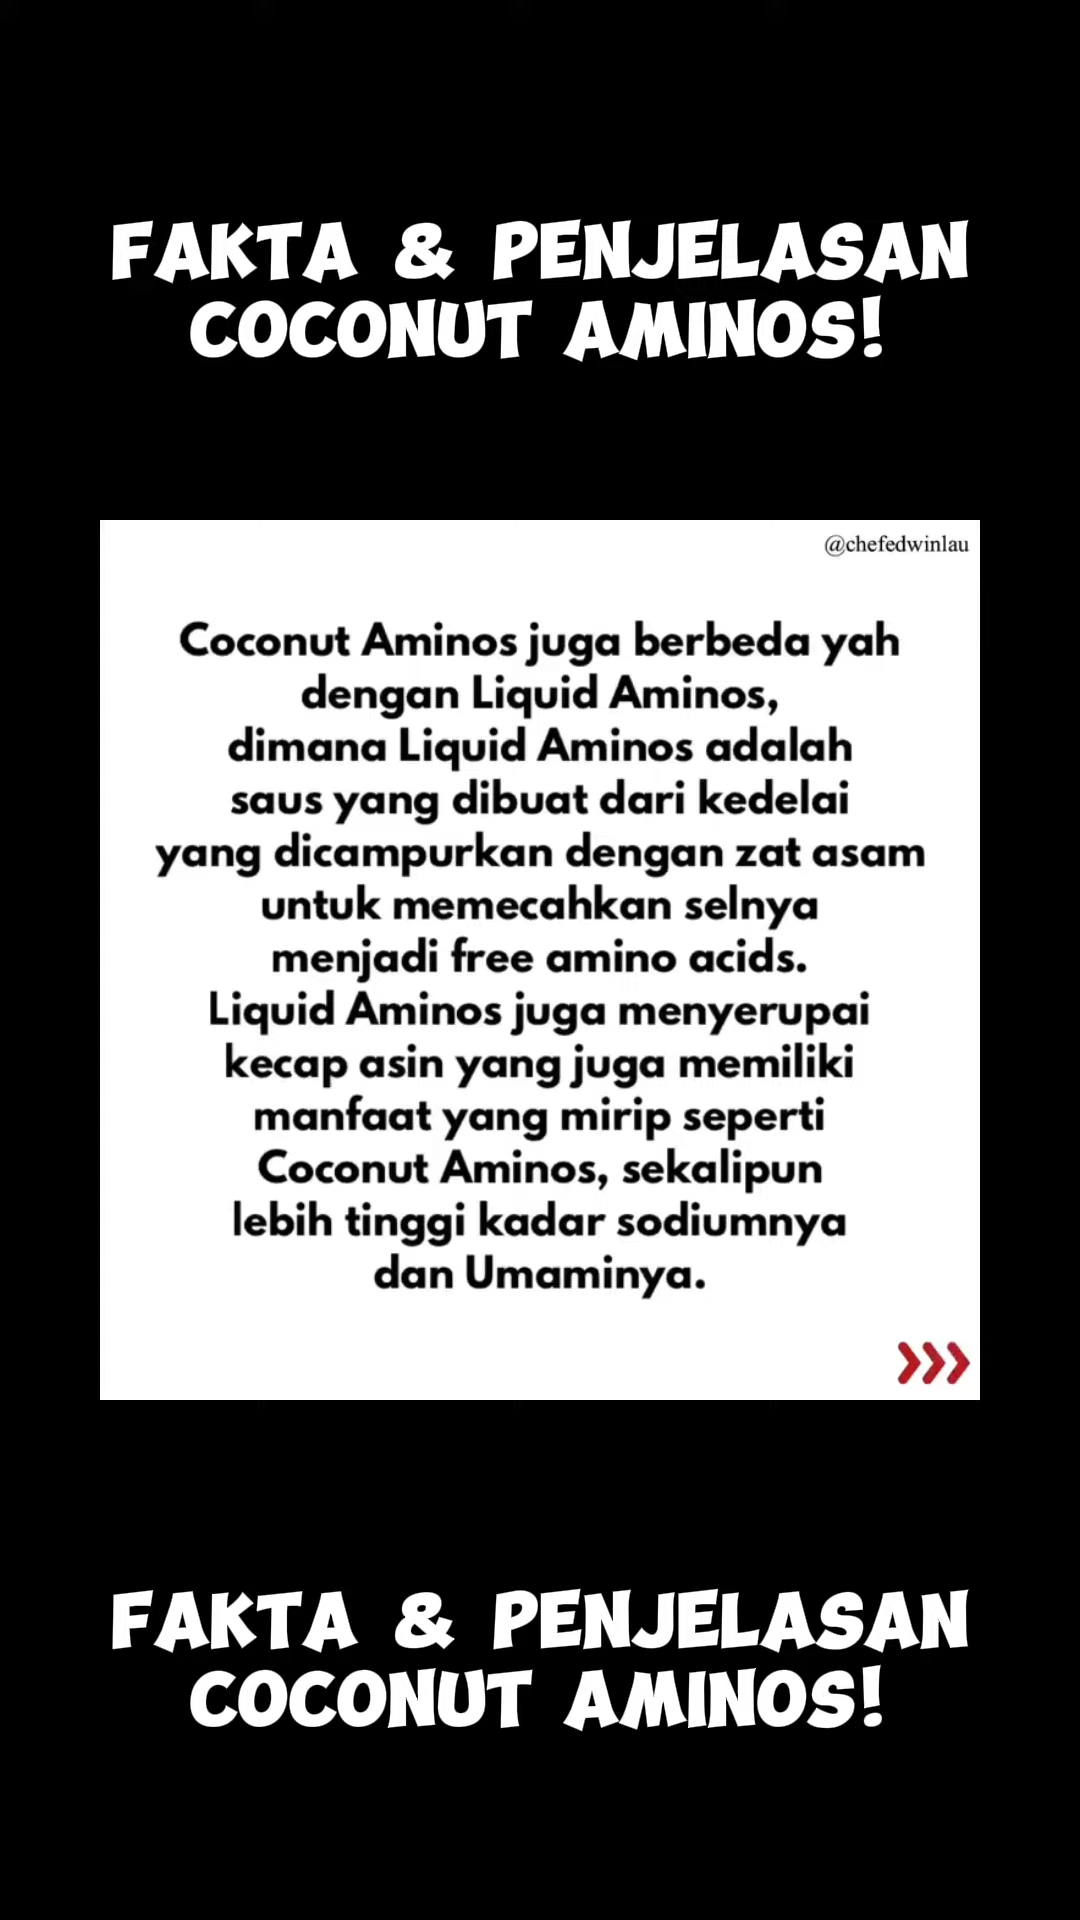 FAKTA & PENJELASAN
COCONUT AMINOS!
@chefedwinlau
Coconut Aminos juga berbeda yah
dengan Liquid Aminos,
dimana Liquid Aminos adalah
saus yang dibuat dari kedelai
yang dicampurkan dengan zat asam
untuk memecahkan selnya
menjadi free amino acids.
Liquid Aminos juga menyerupai
kecap asin yang juga memiliki
manfaat yang mirip seperti
Coconut Aminos, sekalipun
lebih tinggi kadar sodiumnya
dan Umaminya.
FAKTA & PENJELASAN
COCONUT AMINOS!